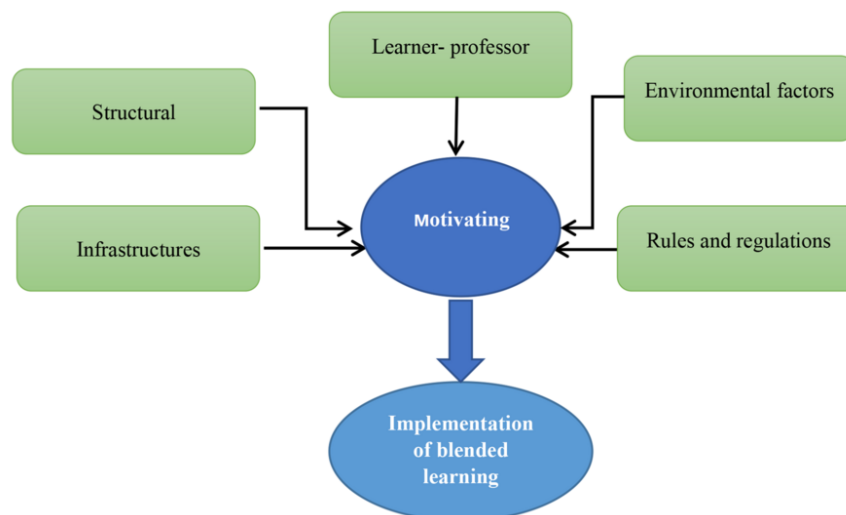 Learner- professor
Structural
Environmental factors
Motivating
Infrastructures
Rules and regulations
Implementation
of blended
learning